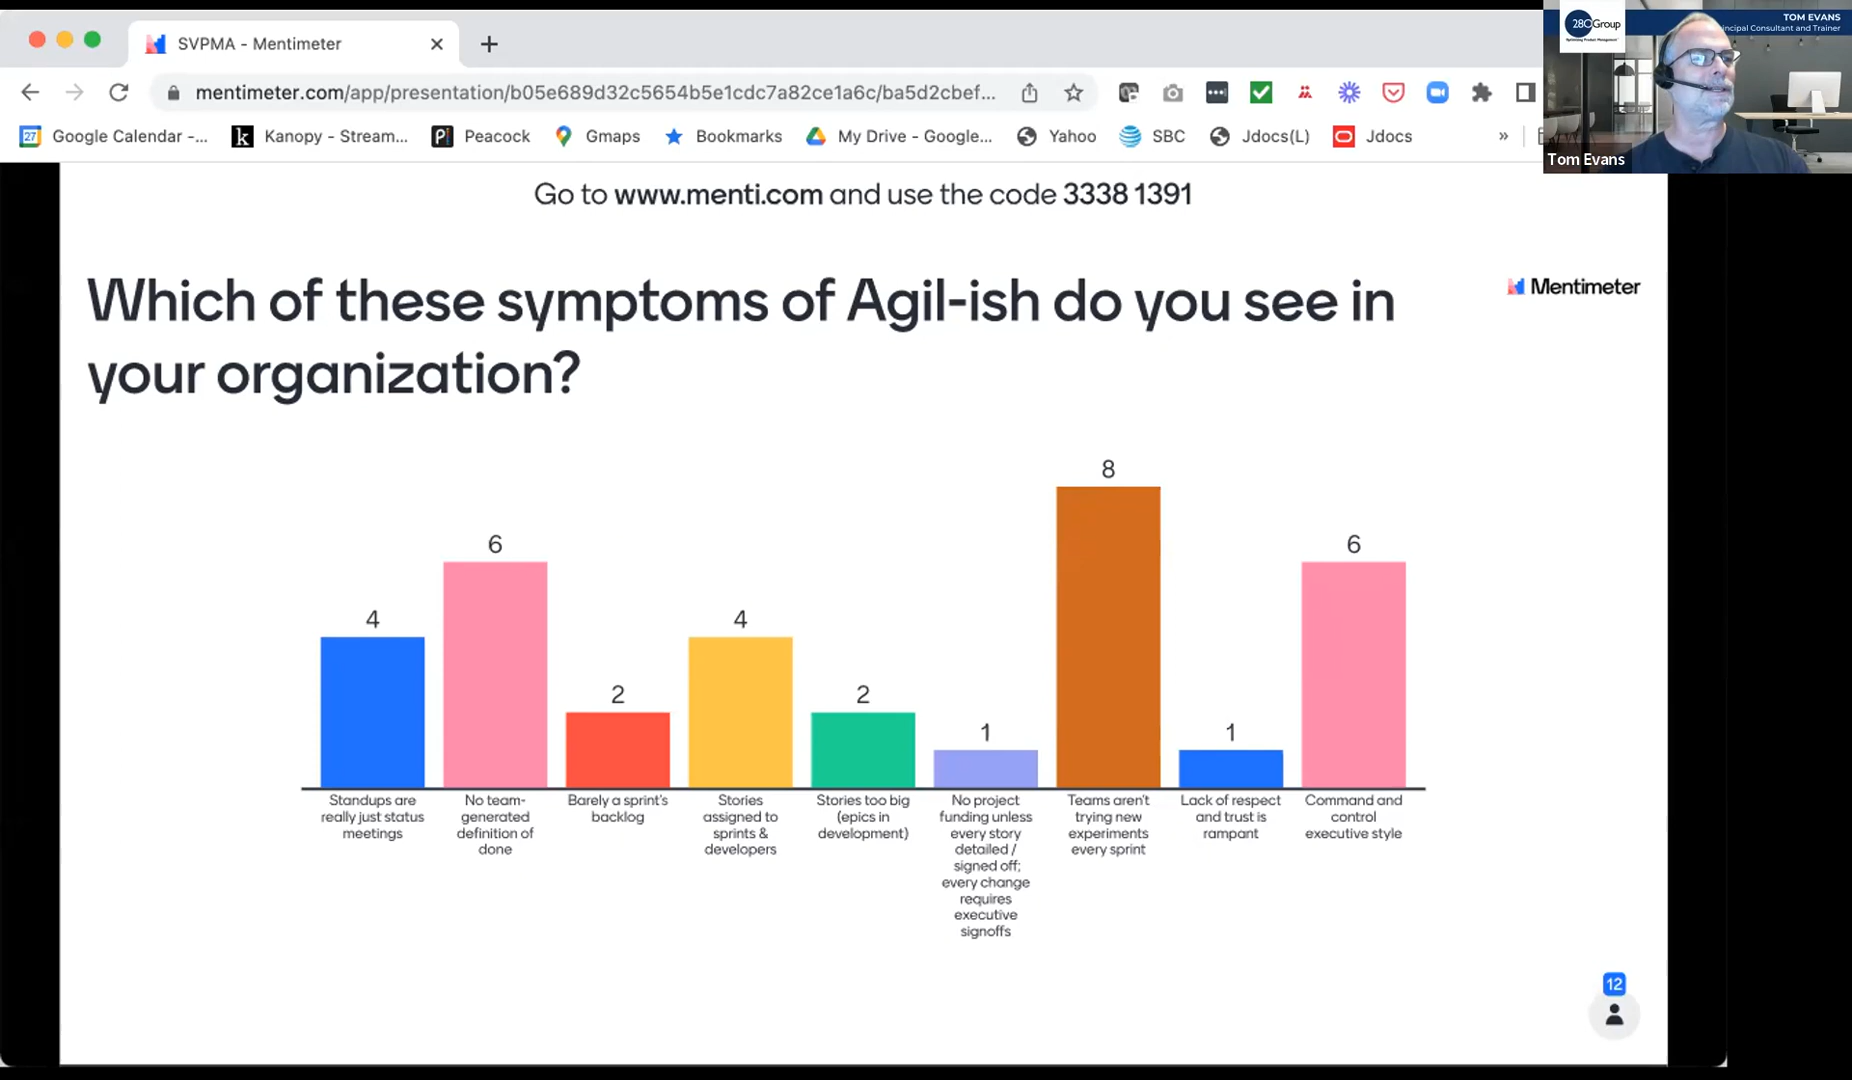 SVPMA - Mentimeter
mentimeter.com/app/presentation/b05e689d32c5654b5e1cdc7a82ce1a6c/ba5d2cbef...
27
Google Calendar -...
k
Kanopy - Stream...
P
Peacock
Gmaps
Bookmarks
My Drive - Google...
Yahoo
SBC
Jdocs(L)
Jdocs
»
280Group
TOM EVANS
Principal Consultant and Trainer
Tom Evans
Go to www.menti.com and use the code 3338 1391
Which of these symptoms of Agil-ish do you see in
your organization?
Mentimeter
4
6
2
4
2
1
8
1
6
Standups are
really just status
meetings
No team-
generated
definition of
done
Barely a sprint's
backlog
Stories
assigned to
sprints &
developers
Stories too big
(epics in
development)
No project
funding unless
every story
detailed /
signed off;
every change
requires
executive
signoffs
Teams aren't
trying new
experiments
every sprint
Lack of respect
and trust is
rampant
Command and
control
executive style
12